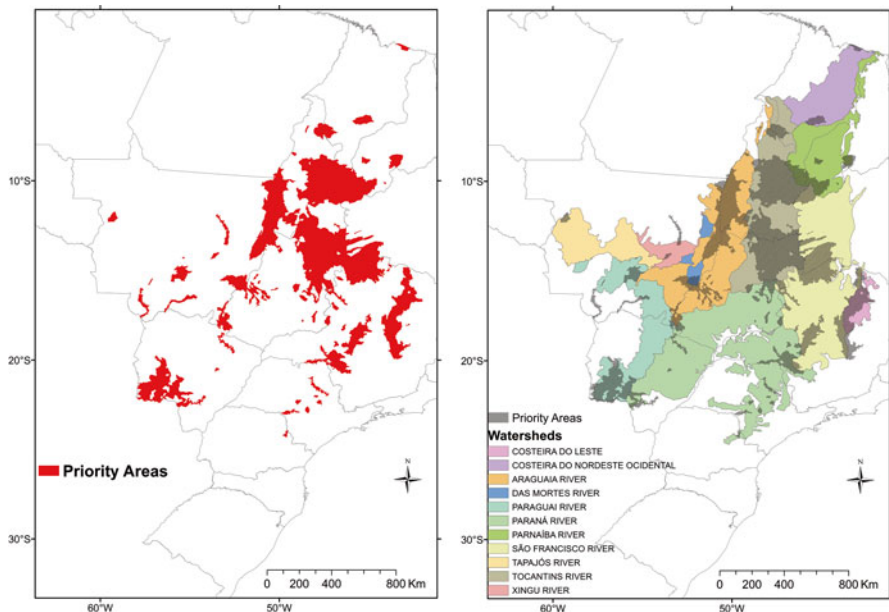 10°S
20°S
30°S
60°W
50°W
Priority Areas
N
0 200 400 800 Km
Priority Areas
Watersheds
COSTEIRA DO LESTE
COSTEIRA DO NORDESTE OCIDENTAL
ARAGUAIA RIVER
DAS MORTES RIVER
PARAGUAI RIVER
PARANÁ RIVER
PARNAÍBA RIVER
SÃO FRANCISCO RIVER
TAPAJÓS RIVER
TOCANTINS RIVER
XINGU RIVER
10°S
20°S
30°S
60°W
50°W
N
0 200 400 800 Km